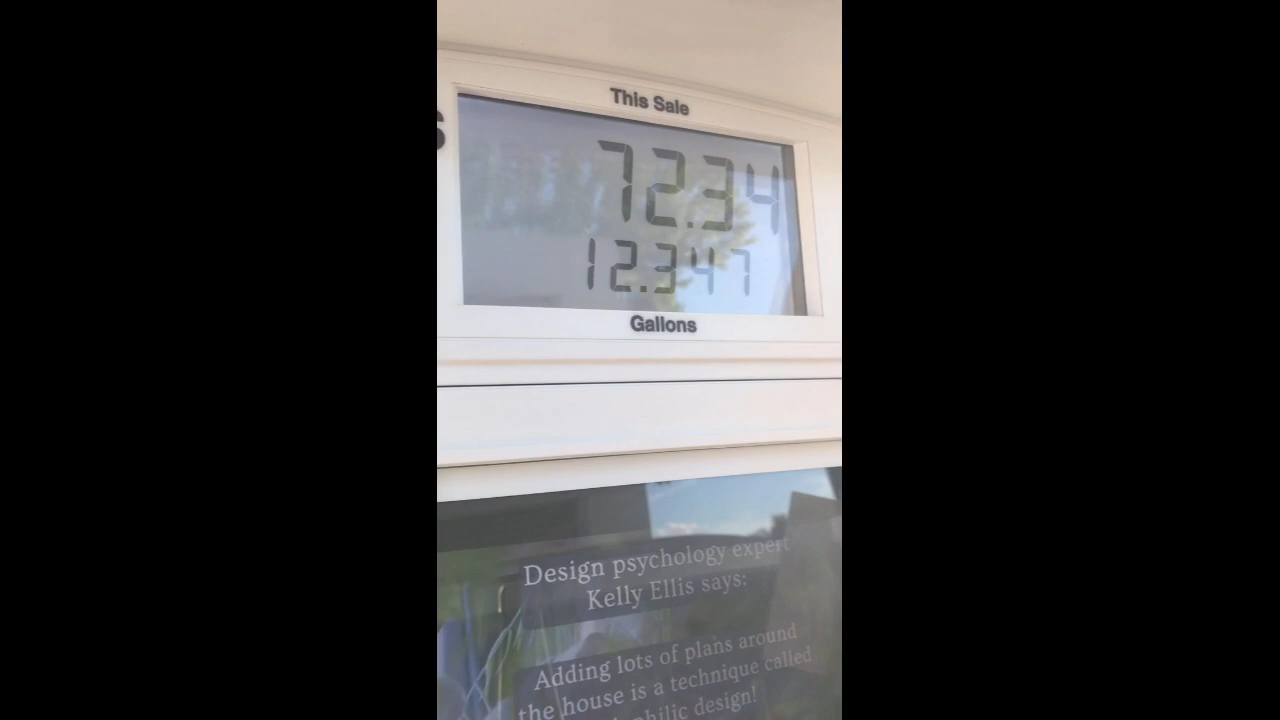 This Sale
72.34
12.347
Gallons
Design psychology expert
Kelly Ellis says:
Adding lots of plans around
the house is a technique called
design!